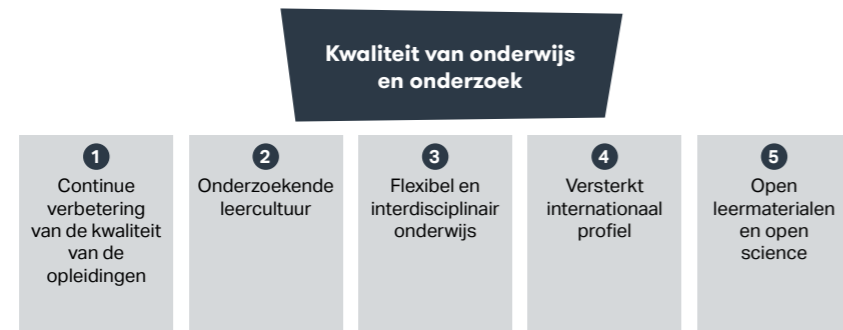 Kwaliteit van onderwijs
en onderzoek
1
Continue
verbetering
van de kwaliteit
van de
opleidingen
2
Onderzoekende
leercultuur
3
Flexibel en
interdisciplinair
onderwijs
4
Versterkt
internationaal
profiel
5
Open
leermaterialen
en open
science